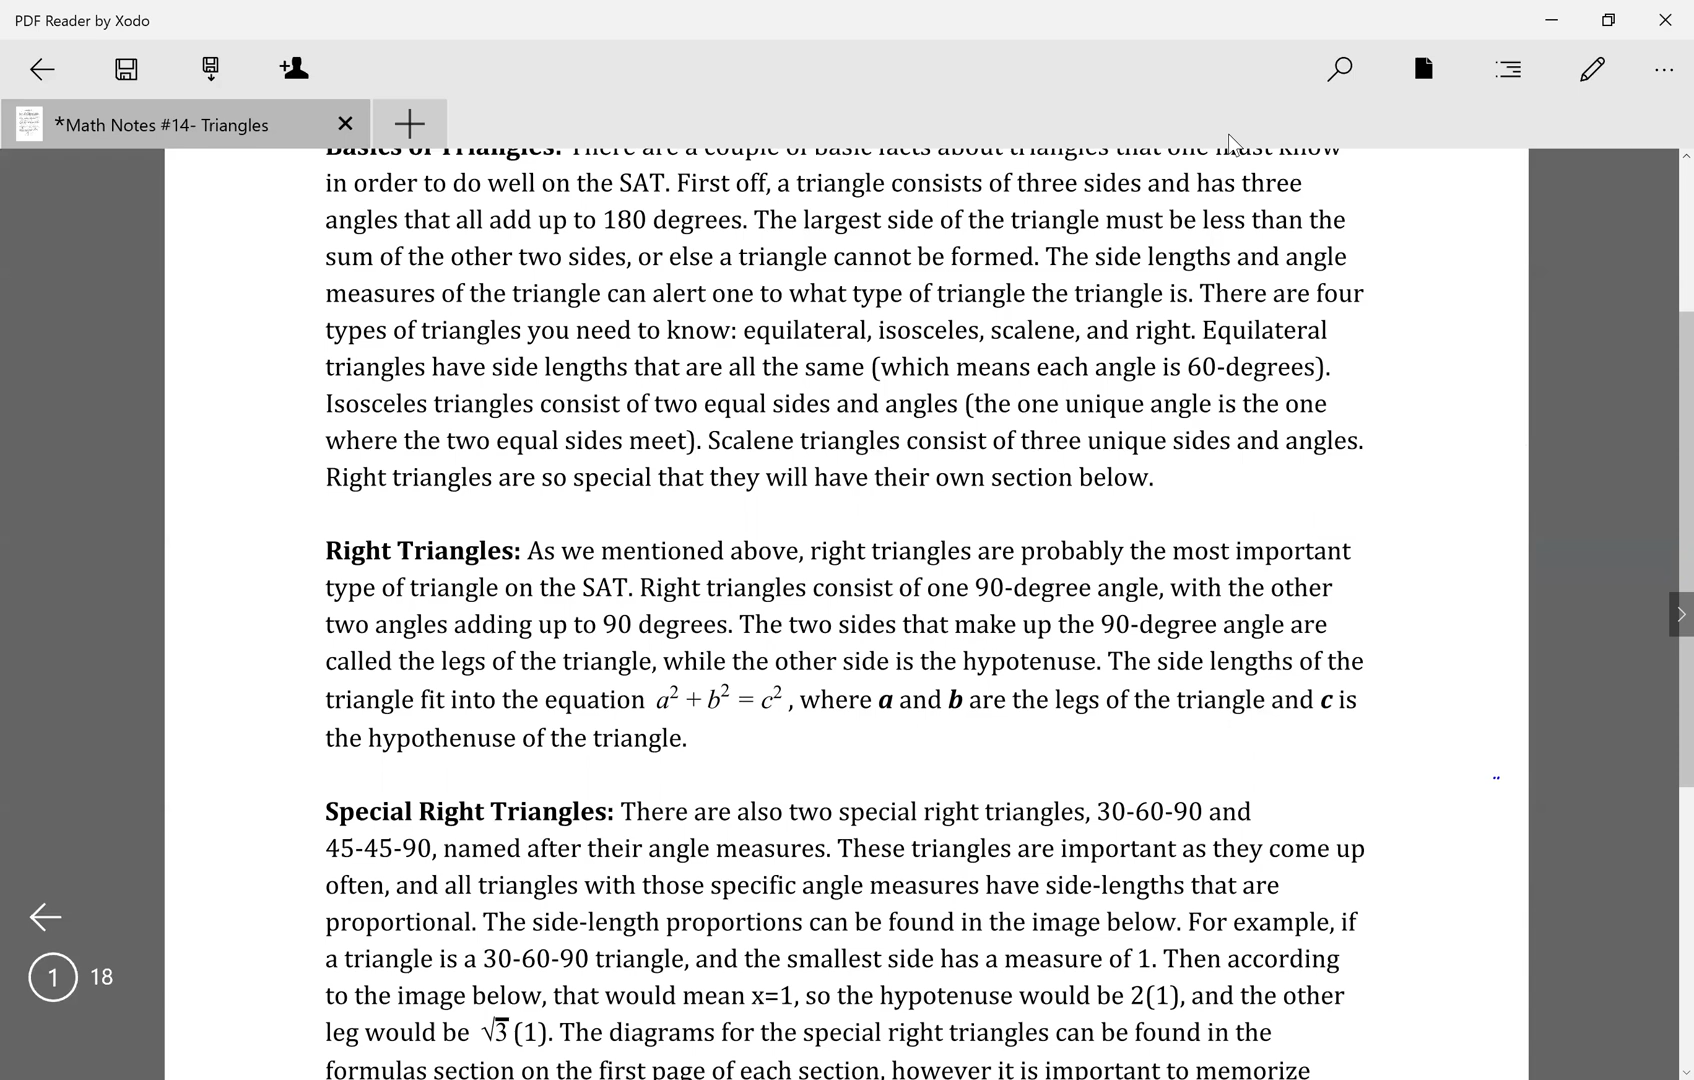 PDF Reader by Xodo
*Math Notes #14- Triangles
Basics of Triangles: There are a couple of basic facts about triangles that one must know
in order to do well on the SAT. First off, a triangle consists of three sides and has three
angles that all add up to 180 degrees. The largest side of the triangle must be less than the
sum of the other two sides, or else a triangle cannot be formed. The side lengths and angle
measures of the triangle can alert one to what type of triangle the triangle is. There are four
types of triangles you need to know: equilateral, isosceles, scalene, and right. Equilateral
triangles have side lengths that are all the same (which means each angle is 60-degrees).
Isosceles triangles consist of two equal sides and angles (the one unique angle is the one
where the two equal sides meet). Scalene triangles consist of three unique sides and angles.
Right triangles are so special that they will have their own section below.
Right Triangles: As we mentioned above, right triangles are probably the most important
type of triangle on the SAT. Right triangles consist of one 90-degree angle, with the other
two angles adding up to 90 degrees. The two sides that make up the 90-degree angle are
called the legs of the triangle, while the other side is the hypotenuse. The side lengths of the
triangle fit into the equation a² + b² = c², where a and b are the legs of the triangle and c is
the hypothenuse of the triangle.
Special Right Triangles: There are also two special right triangles, 30-60-90 and
45-45-90, named after their angle measures. These triangles are important as they come up
often, and all triangles with those specific angle measures have side-lengths that are
proportional. The side-length proportions can be found in the image below. For example, if
a triangle is a 30-60-90 triangle, and the smallest side has a measure of 1. Then according
to the image below, that would mean x=1, so the hypotenuse would be 2(1), and the other
leg would be √3 (1). The diagrams for the special right triangles can be found in the
formulas section on the first page of each section, however it is important to memorize
1 18